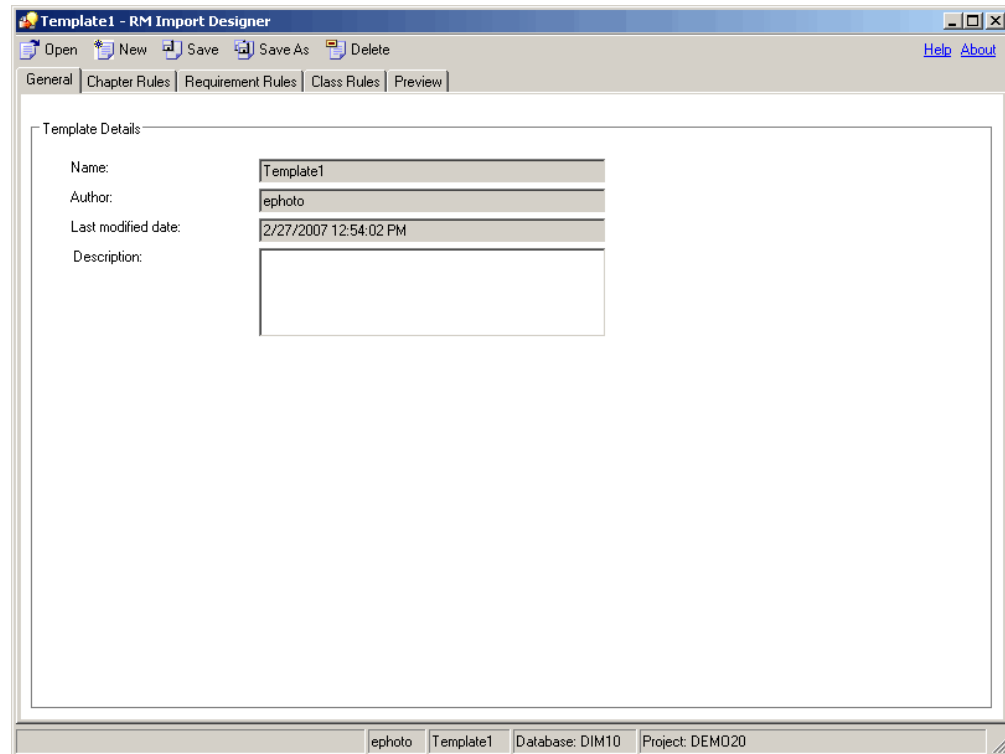 Template1 - RM Import Designer
Open New Save Save As Delete Help About
General Chapter Rules Requirement Rules Class Rules Preview
Template Details
Name: Template1
Author: ephoto
Last modified date: 2/27/2007 12:54:02 PM
Description:
ephoto Template1 Database: DIM10 Project: DEMO20